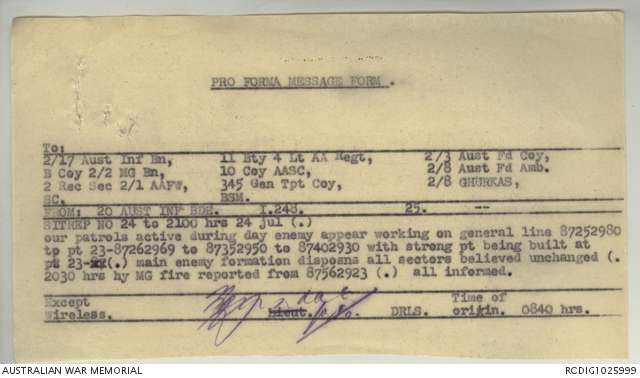 PRO FORMA MESSAGE FORM .
To:
2/17 Aust Inf Bn, 11 Bty 4 Lt AA Regt, 2/3 Aust Fd Coy,
B Coy 2/2 MG Bn, 10 Coy AASC, 2/8 Aust Fd Amb.
2 Rec Sec 2/1 AAFW, 345 Gen Tpt Coy, 2/8 GHURKAS,
SC. BSM.
FROM: 20 AUST INF BDE. I.248. 25. --
SITREP NO 24 to 2100 hrs 24 jul (.)
our patrols active during day enemy appear working on general line 87252980
to pt 23-87262969 to 87352950 to 87402930 with strong pt being built at
pt 23-xx(.) main enemy formation disposns all sectors believed unchanged (.
2030 hrs hy MG fire reported from 87562923 (.) all informed.
Except Time of
wireless. Lieut. DRLS. origin. 0840 hrs.
AUSTRALIAN WAR MEMORIAL RCDIG1025999